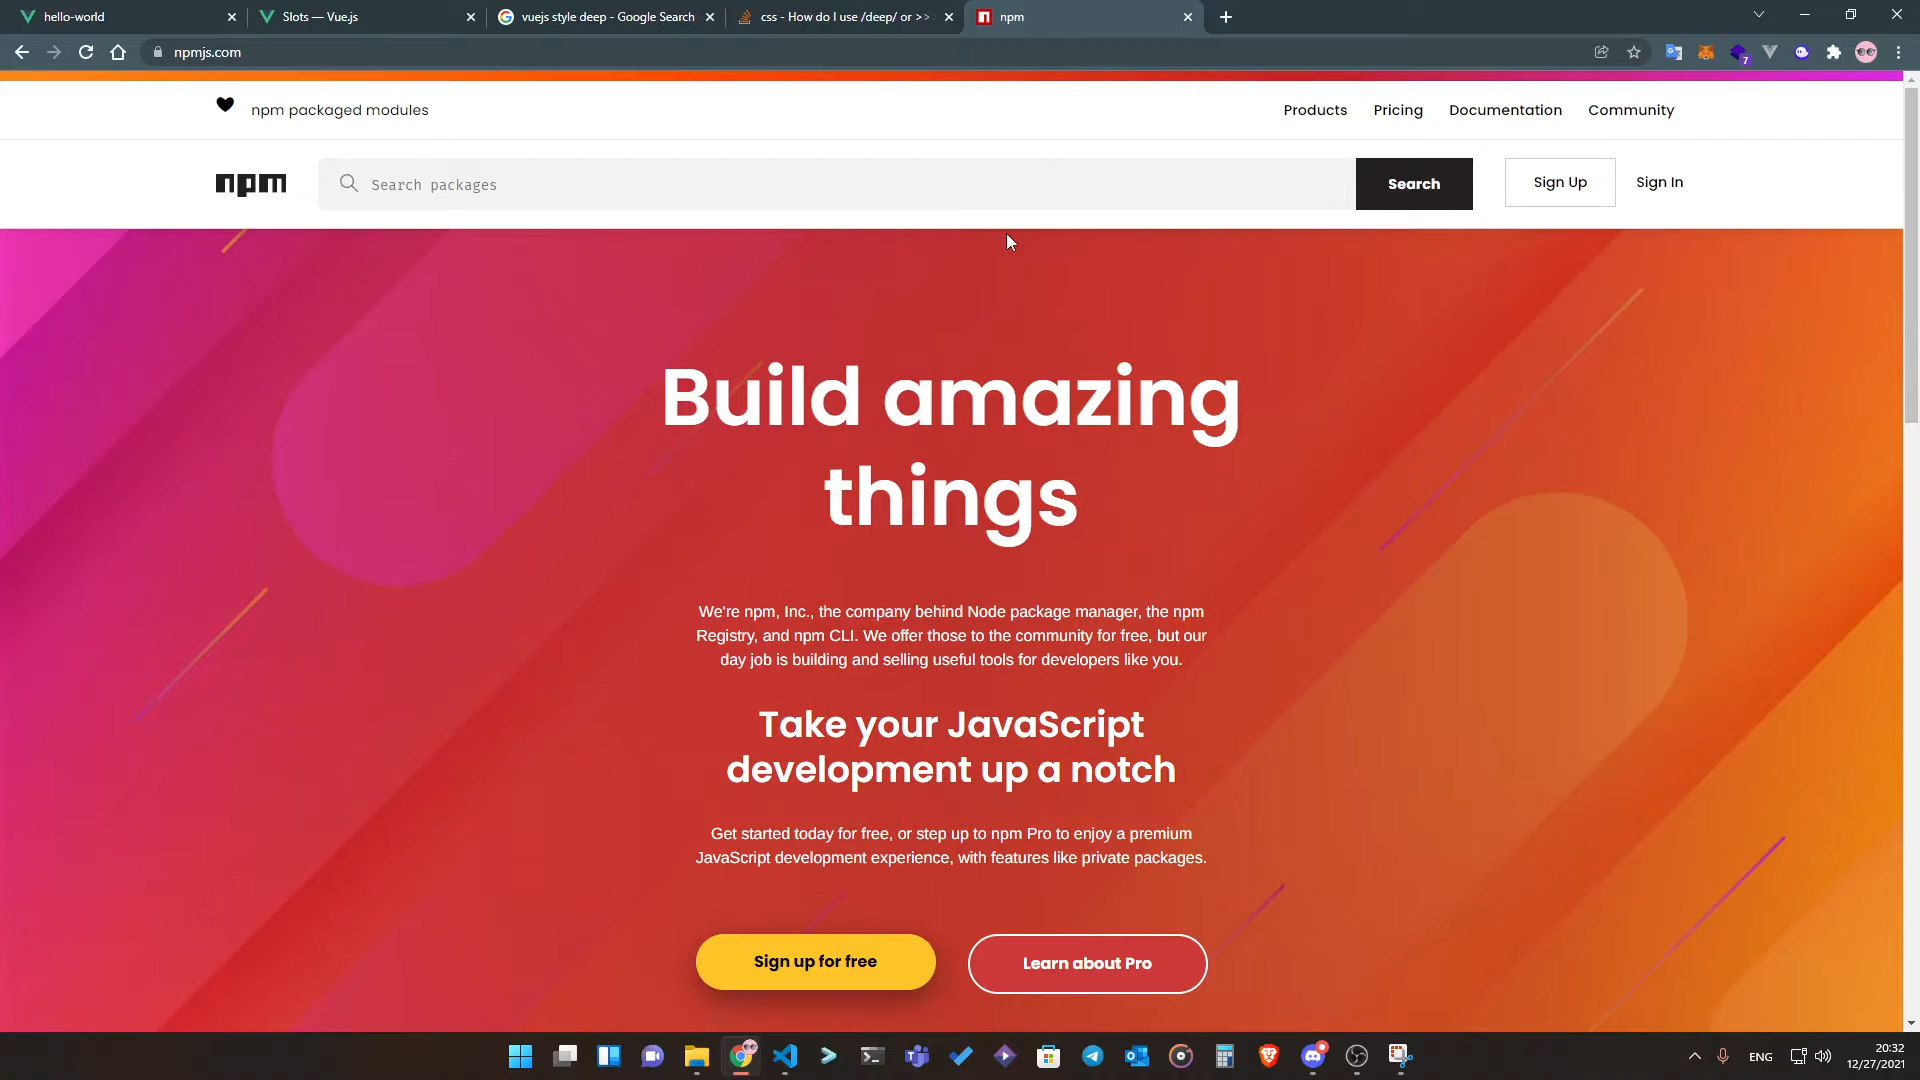 hello-world
Slots — Vue.js
vuejs style deep - Google Search
css - How do I use /deep/ or >>
npm
npmjs.com
7
npm packaged modules
Products
Pricing
Documentation
Community
npm
Search packages
Search
Sign Up
Sign In
Build amazing
things
We're npm, Inc., the company behind Node package manager, the npm
Registry, and npm CLI. We offer those to the community for free, but our
day job is building and selling useful tools for developers like you.
Take your JavaScript
development up a notch
Get started today for free, or step up to npm Pro to enjoy a premium
JavaScript development experience, with features like private packages.
Sign up for free
Learn about Pro
ENG
20:32
12/27/2021